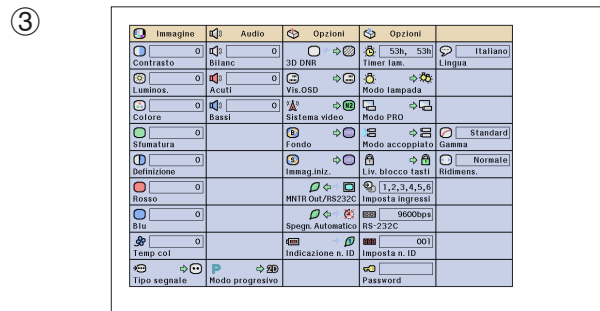 3
Immagine Audio Opzioni Opzioni
0 0 53h, 53h Italiano
Contrasto Bilanc 3D DNR Timer lam. Lingua
0 0
Luminos. Acuti Vis.OSD Modo lampada
0 0 N2
Colore Bassi Sistema video Modo PRO
0 B Standard
Sfumatura Fondo Modo accoppiato Gamma
0 S Normale
Definizione Immag.iniz. Liv. blocco tasti Ridimens.
0 1,2,3,4,5,6
Rosso MNTR Out/RS232C Imposta ingressi
0 9600bps
Blu Spegn. Automatico RS-232C
0 001
Temp col Indicazione n. ID Imposta n. ID
P 2D
Tipo segnale Modo progresivo Password